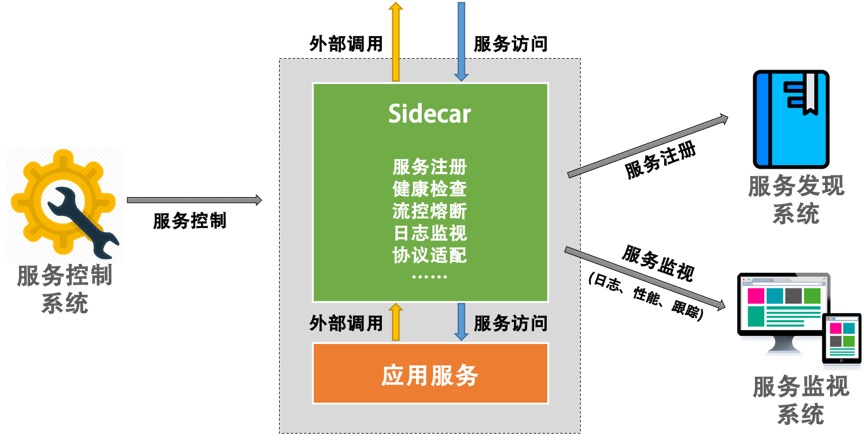 外部调用
服务访问
Sidecar
服务注册
健康检查
流控熔断
日志监视
协议适配
……
外部调用
服务访问
应用服务
服务控制
系统
服务控制
服务注册
服务发现
系统
服务监视
(日志、性能、跟踪)
服务监视
系统